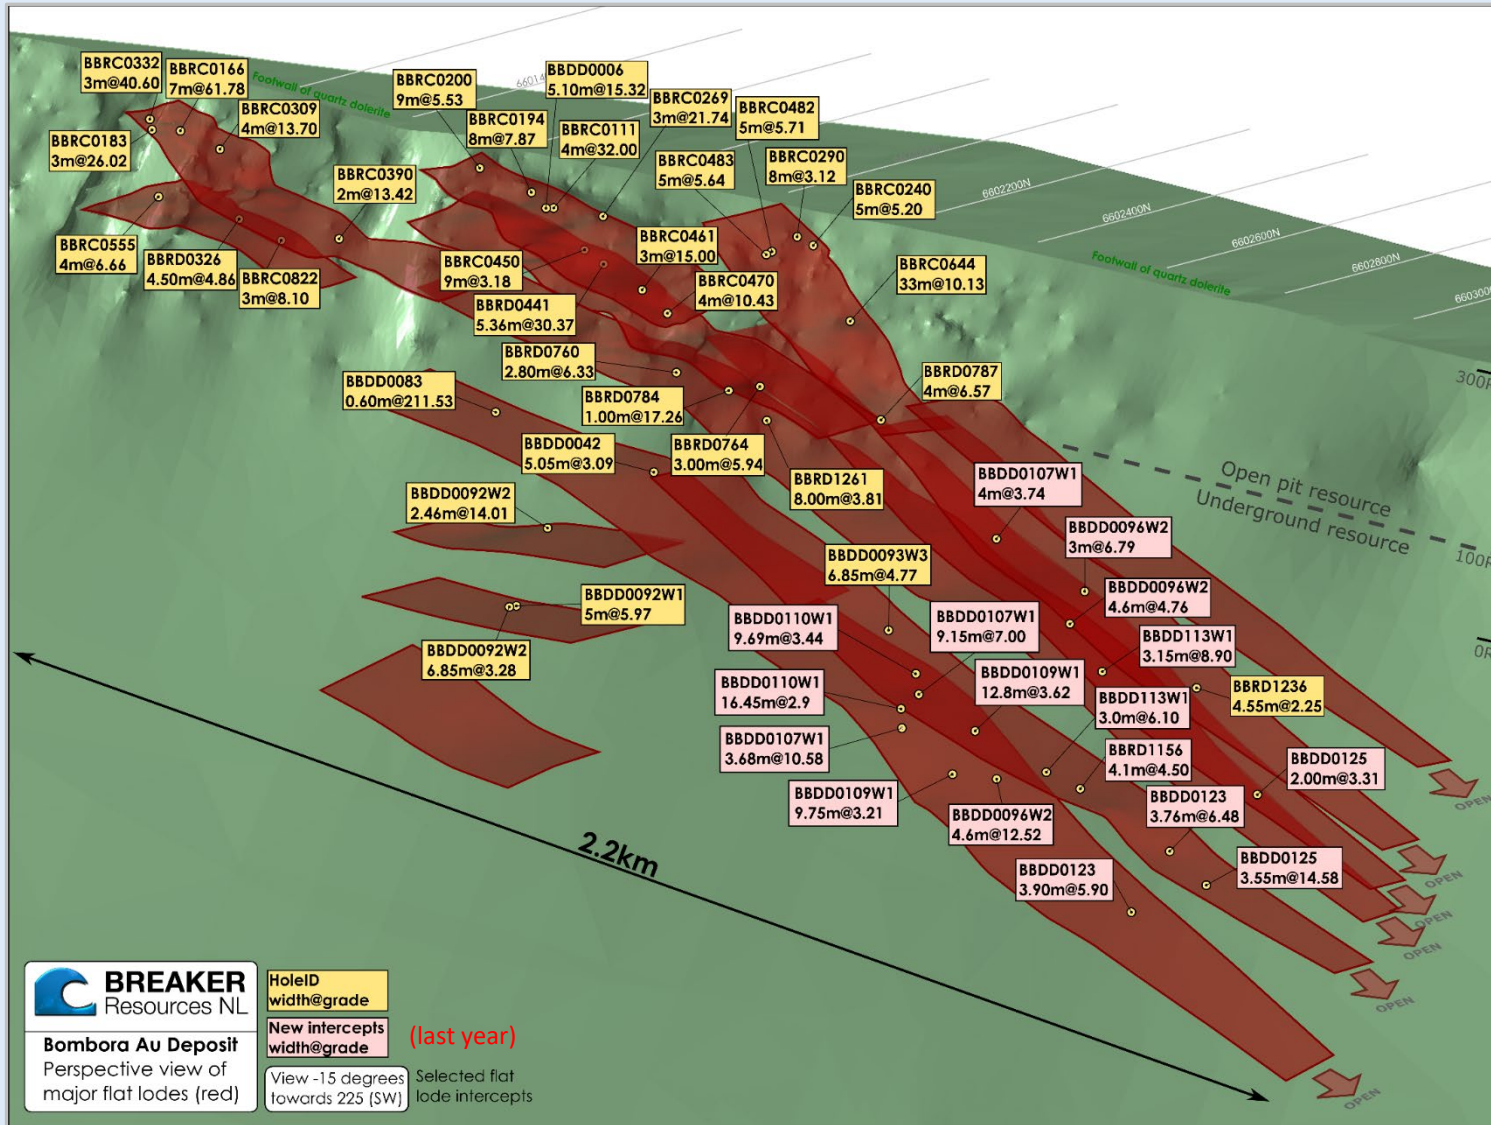 BBRC0332
3m@40.60
BBRC0166
7m@61.78
BBRC0309
4m@13.70
BBRC0183
3m@26.02
BBRC0390
2m@13.42
BBRC0555
4m@6.66
BBRD0326
4.50m@4.86
BBRC0822
3m@8.10
Footwall of quartz dolerite
BBRC0200
9m@5.53
BBRC0194
8m@7.87
BBDD0006
5.10m@15.32
BBRC0111
4m@32.00
BBRC0269
3m@21.74
BBRC0482
5m@5.71
BBRC0483
5m@5.64
BBRC0290
8m@3.12
BBRC0240
5m@5.20
6602200N
6602400N
6602600N
6602800N
Footwall of quartz dolerite
BBRC0450
9m@3.18
BBRC0461
3m@15.00
BBRC0470
4m@10.43
BBRC0644
33m@10.13
BBRD0441
5.36m@30.37
BBRD0760
2.80m@6.33
BBRD0784
1.00m@17.26
BBRD0764
3.00m@5.94
BBRD0787
4m@6.57
BBDD0083
0.60m@211.53
BBDD0042
5.05m@3.09
BBRD1261
8.00m@3.81
Open pit resource
Underground resource
BBDD0092W2
2.46m@14.01
BBDD0107W1
4m@3.74
BBDD0096W2
3m@6.79
BBDD0093W3
6.85m@4.77
BBDD0096W2
4.6m@4.76
BBDD0092W1
5m@5.97
BBDD0092W2
6.85m@3.28
BBDD0110W1
9.69m@3.44
BBDD0107W1
9.15m@7.00
BBDD113W1
3.15m@8.90
BBDD0110W1
16.45m@2.9
BBDD0109W1
12.8m@3.62
BBDD113W1
3.0m@6.10
BBRD1236
4.55m@2.25
BBDD0107W1
3.68m@10.58
BBRD1156
4.1m@4.50
BBDD0125
2.00m@3.31
BBDD0109W1
9.75m@3.21
BBDD0096W2
4.6m@12.52
BBDD0123
3.76m@6.48
BBDD0123
3.90m@5.90
BBDD0125
3.55m@14.58
OPEN
OPEN
OPEN
OPEN
OPEN
OPEN
2.2km
BREAKER
Resources NL
Bombora Au Deposit
Perspective view of
major flat lodes (red)
HoleID
width@grade
New intercepts
width@grade
(last year)
View -15 degrees
towards 225 (SW)
Selected flat
lode intercepts